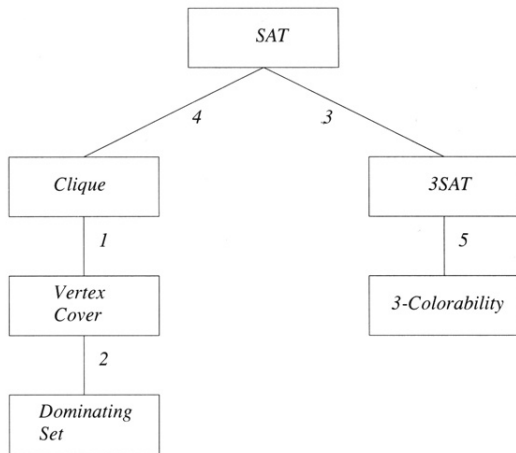 SAT
4
3
Clique
3SAT
1
5
Vertex
Cover
3-Colorability
2
Dominating
Set